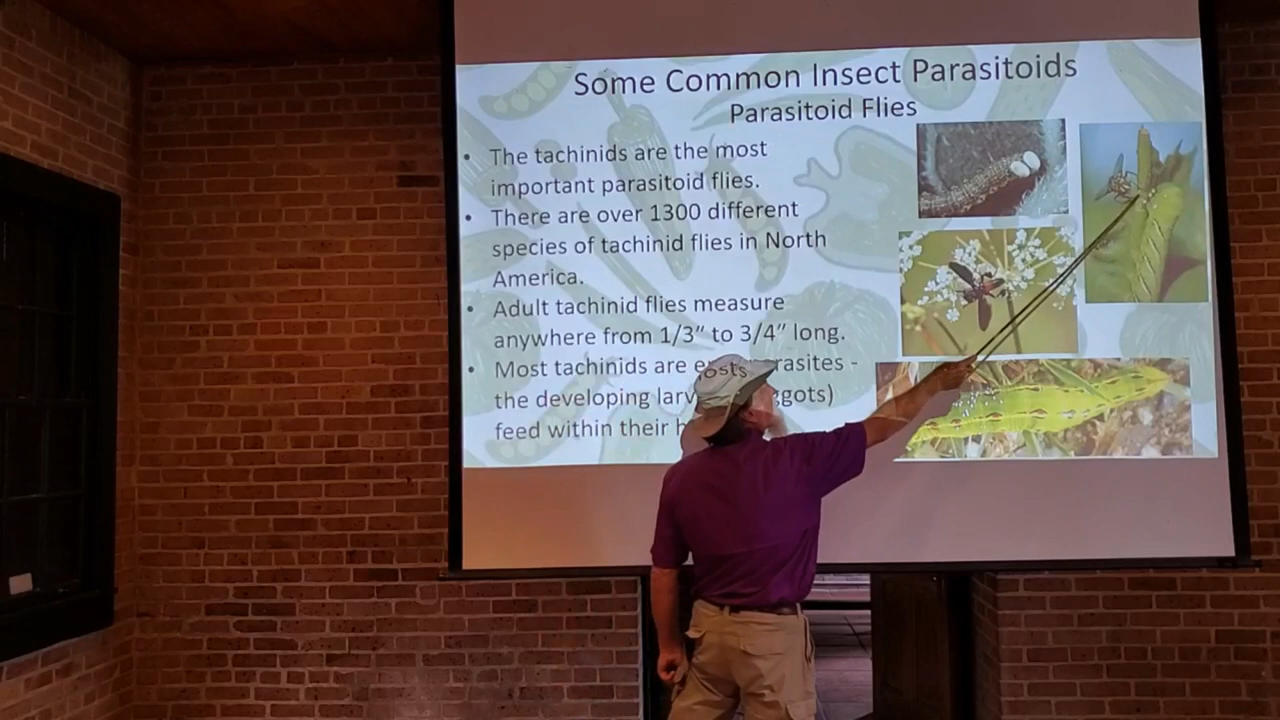 Some Common Insect Parasitoids
Parasitoid Flies
• The tachinids are the most
important parasitoid flies.
• There are over 1300 different
species of tachinid flies in North
America.
• Adult tachinid flies measure
anywhere from 1/3″ to 3/4″ long.
• Most tachinids are -
the developing
feed within their